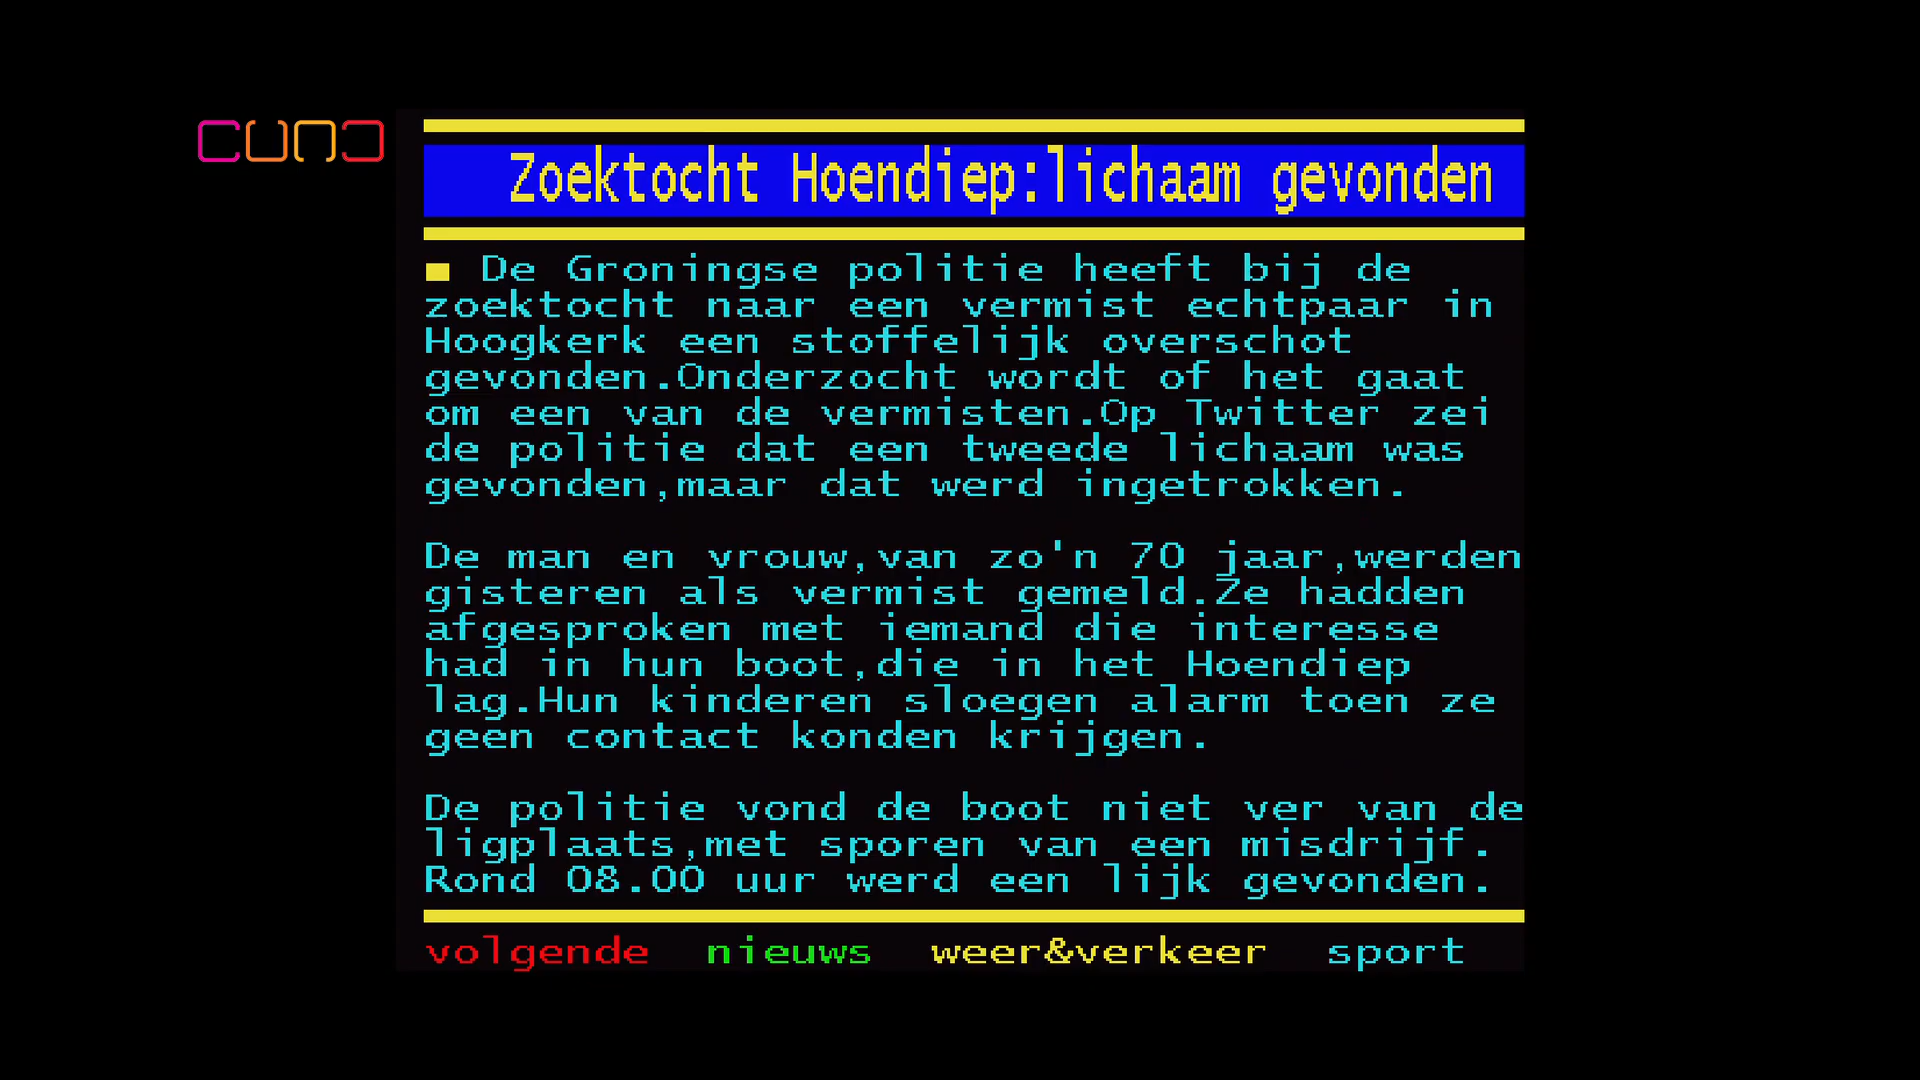 CUNO
Zoektocht Hoendiep:lichaam gevonden
De Groningse politie heeft bij de
zoektocht naar een vermist echtpaar in
Hoogkerk een stoffelijk overschot
gevonden.Onderzocht wordt of het gaat
om een van de vermisten.Op Twitter zei
de politie dat een tweede lichaam was
gevonden,maar dat werd ingetrokken.
De man en vrouw,van zo'n 70 jaar,werden
gisteren als vermist gemeld.Ze hadden
afgesproken met iemand die interesse
had in hun boot,die in het Hoendiep
lag.Hun kinderen sloegen alarm toen ze
geen contact konden krijgen.
De politie vond de boot niet ver van de
ligplaats,met sporen van een misdrijf.
Rond 08.00 uur werd een lijk gevonden.
volgende nieuws weer&verkeer sport